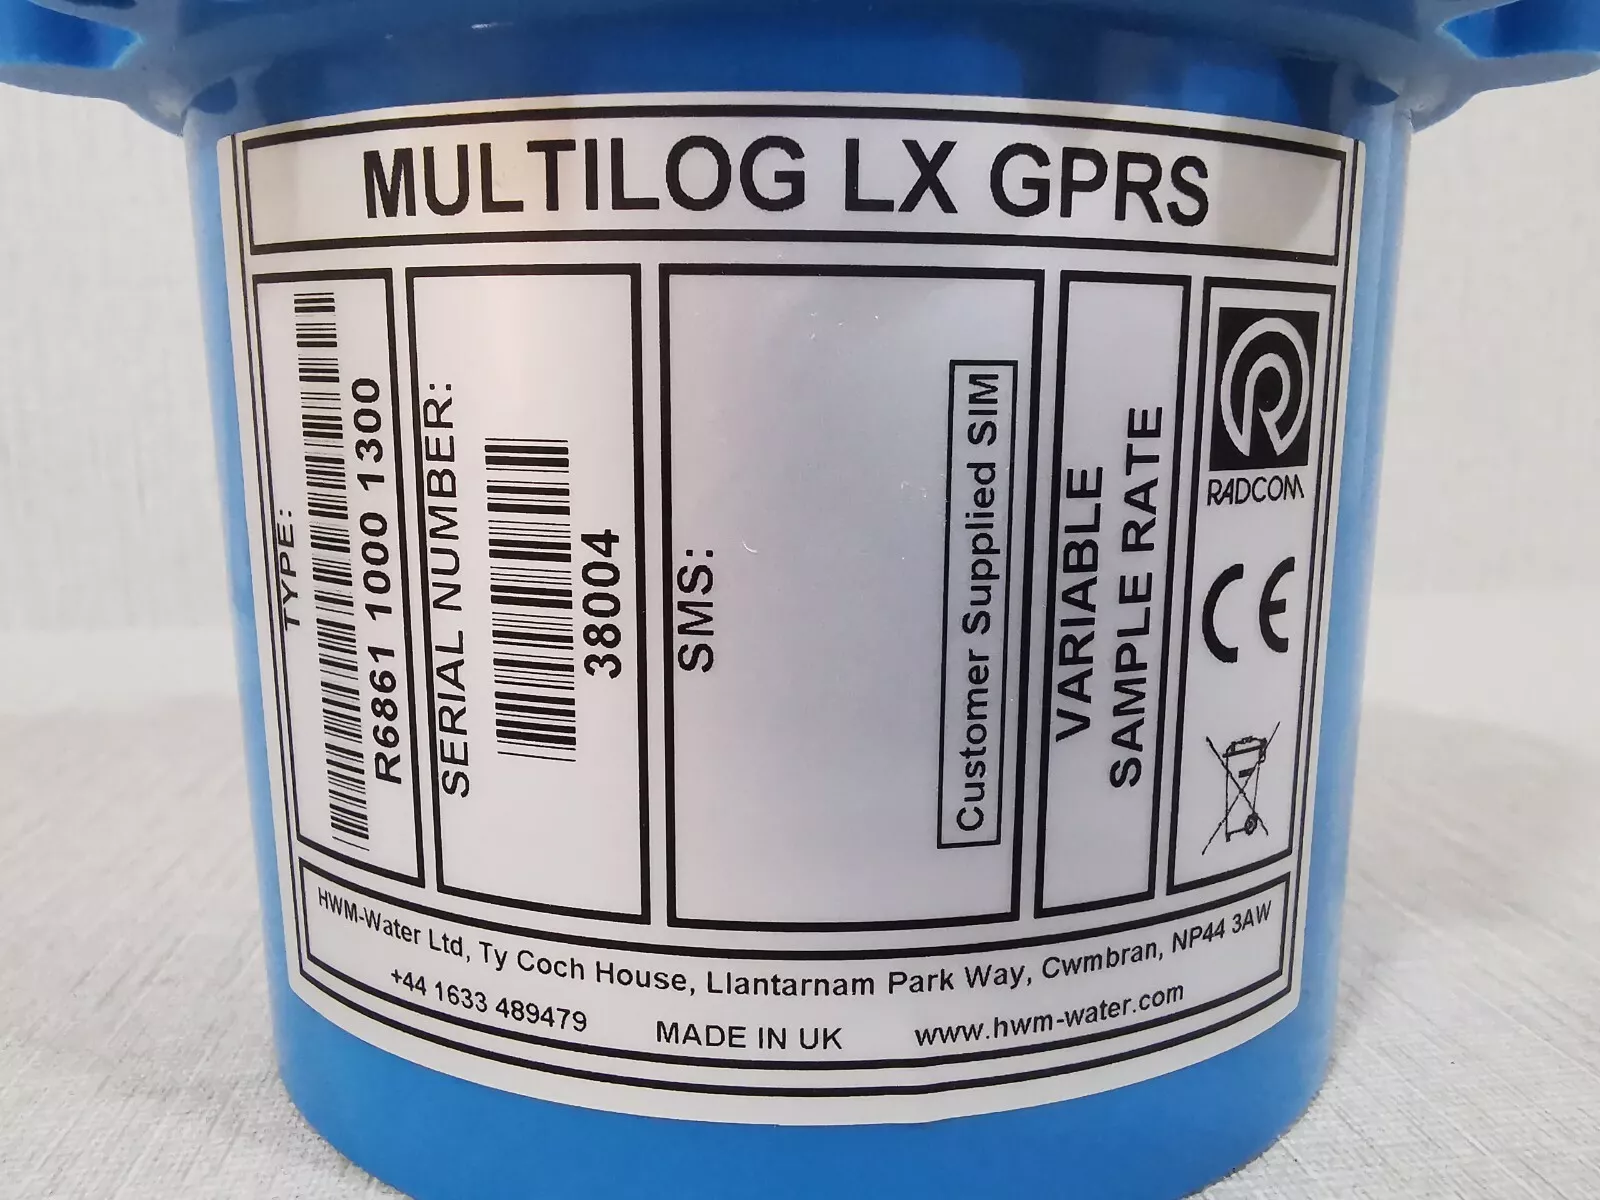 MULTILOG LX GPRS
TYPE:
R6861 1000 1300
SERIAL NUMBER:
38004
SMS:
Customer Supplied SIM
VARIABLE
SAMPLE RATE
RADCOM
CE
HWM-Water Ltd, Ty Coch House, Llantarnam Park Way, Cwmbran, NP44 3AW
+44 1633 489479 MADE IN UK www.hwm-water.com